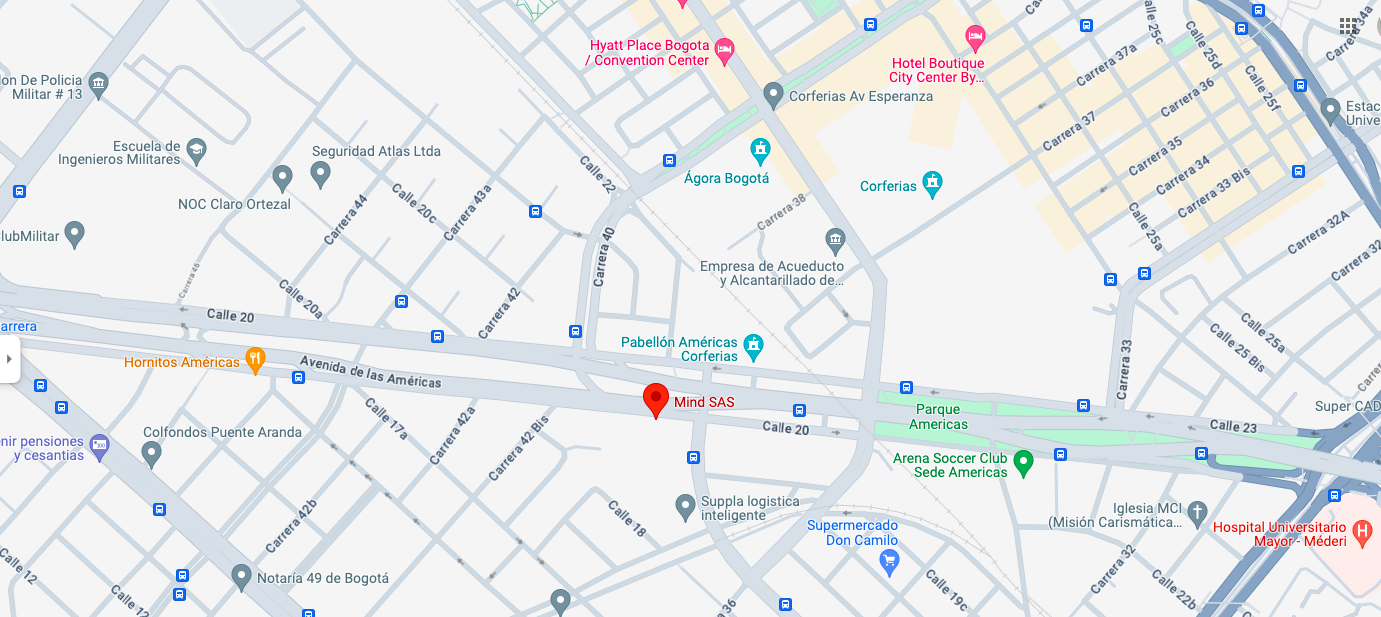 Hyatt Place Bogota
/ Convention Center
Hotel Boutique
City Center By...
Carrera 37a
Calle 25c
Calle 25d
Calle 25f
Carrera 34a
on De Policia
Militar # 13
Corferias Av Esperanza
Carrera 36
Carrera 37
Estac
Unive
Escuela de
Ingenieros Militares
Seguridad Atlas Ltda
Calle 22
Ágora Bogotá
Corferias
Carrera 35
Carrera 34
Carrera 33 Bis
NOC Claro Ortezal
Carrera 44
Calle 20c
Carrera 43a
Carrera 38
Calle 25a
Carrera 32A
lubMilitar
Carrera 40
Empresa de Acueducto
y Alcantarillado de...
Carrera 32
Carrera 46
Calle 20a
Carrera 42
Calle 20
Calle 25a
Calle 25 Bis
arrera
Pabellón Américas
Corferias
Hornitos Américas
Avenida de las Américas
Carrera 33
Carrera
Mind SAS
Parque
Americas
Super CAD
Calle 17a
Carrera 42a
Carrera 42 Bis
Calle 20
Calle 23
Colfondos Puente Aranda
nir pensiones
y cesantias
Arena Soccer Club
Sede Americas
Suppla logistica
inteligente
Calle 18
Carrera 42b
Supermercado
Don Camilo
Iglesia MCI
(Misión Carismática...
Hospital Universitario
Mayor - Méderi
Calle 12
Notaría 49 de Bogotá
Calle 12
Calle 19c
Carrera 32
Calle 22b
a 36